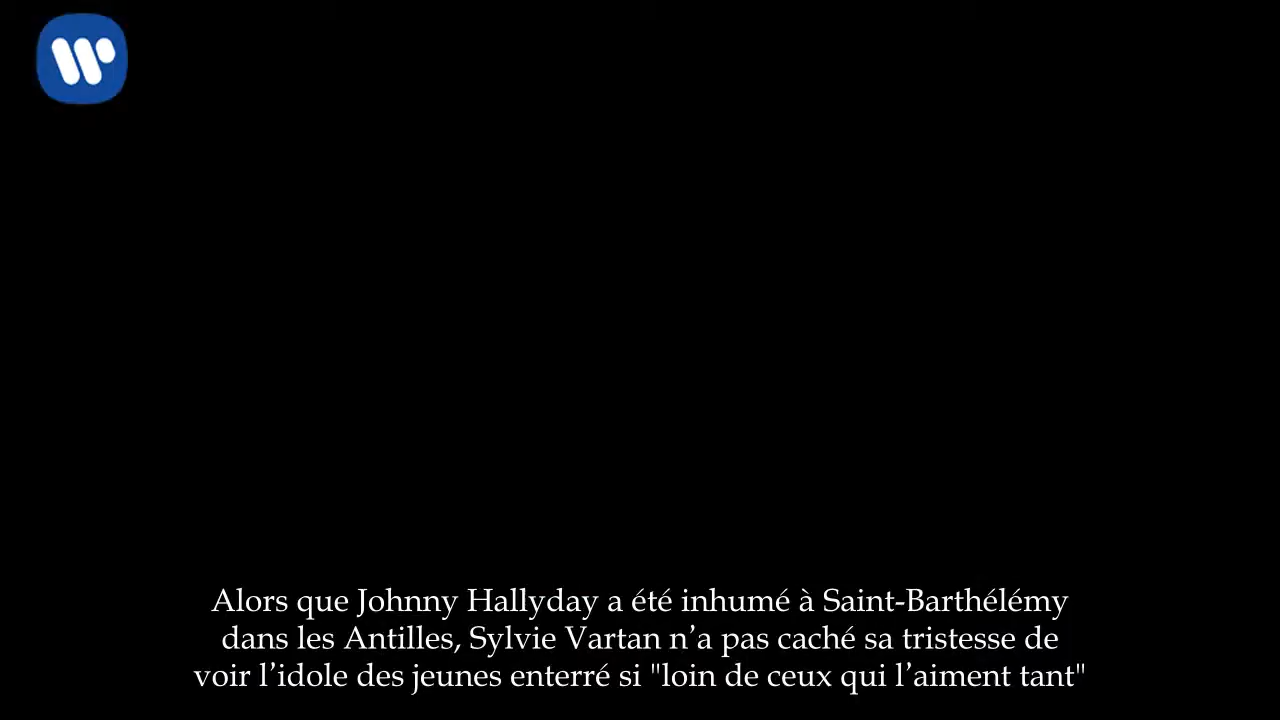 Alors que Johnny Hallyday a été inhumé à Saint-Barthélémy
dans les Antilles, Sylvie Vartan n’a pas caché sa tristesse de
voir l’idole des jeunes enterré si "loin de ceux qui l’aiment tant"